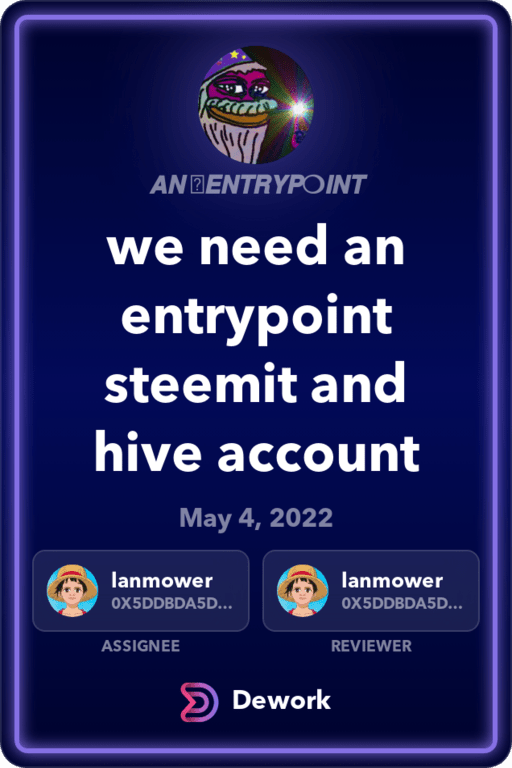 AN ENTRYPOINT
we need an
entrypoint
steemit and
hive account
May 4, 2022
lanmower
0X5DDBDA5D...
ASSIGNEE
lanmower
0X5DDBDA5D...
REVIEWER
Dework